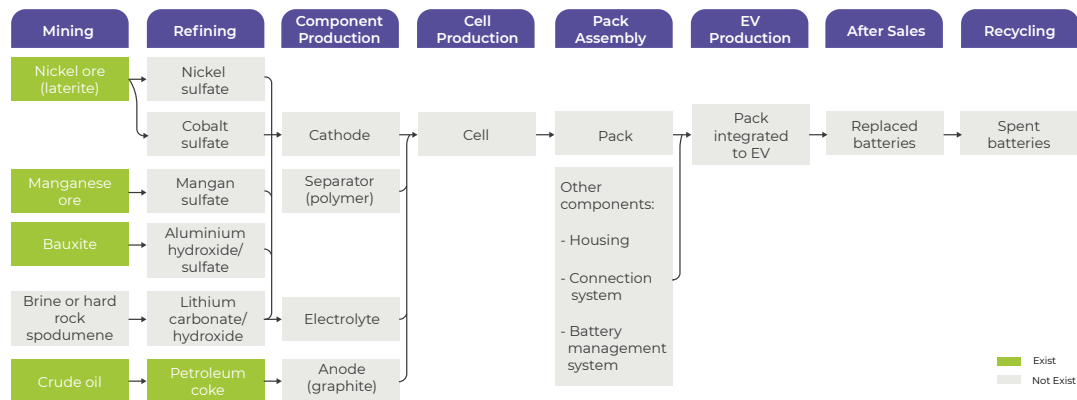 Mining
Refining
Component
Production
Cell
Production
Pack
Assembly
EV
Production
After Sales
Recycling
Nickel ore
(laterite)
Nickel
sulfate
Cobalt
sulfate
Cathode
Cell
Pack
Pack
integrated
to EV
Replaced
batteries
Spent
batteries
Manganese
ore
Mangan
sulfate
Separator
(polymer)
Other
components:
- Housing
- Connection
system
- Battery
management
system
Bauxite
Aluminium
hydroxide/
sulfate
Brine or hard
rock
spodumene
Lithium
carbonate/
hydroxide
Electrolyte
Crude oil
Petroleum
coke
Anode
(graphite)
Exist
Not Exist